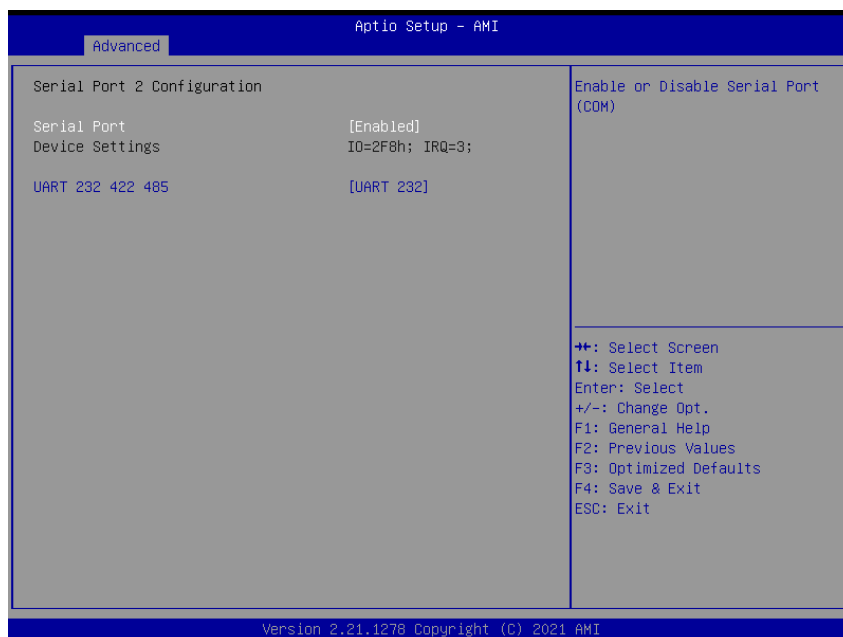 Aptio Setup – AMI
Advanced
Serial Port 2 Configuration
Serial Port [Enabled]
Device Settings IO=2F8h; IRQ=3;
UART 232 422 485 [UART 232]
Enable or Disable Serial Port
(COM)
→←: Select Screen
↑↓: Select Item
Enter: Select
+/-: Change Opt.
F1: General Help
F2: Previous Values
F3: Optimized Defaults
F4: Save & Exit
ESC: Exit
Version 2.21.1278 Copyright (C) 2021 AMI